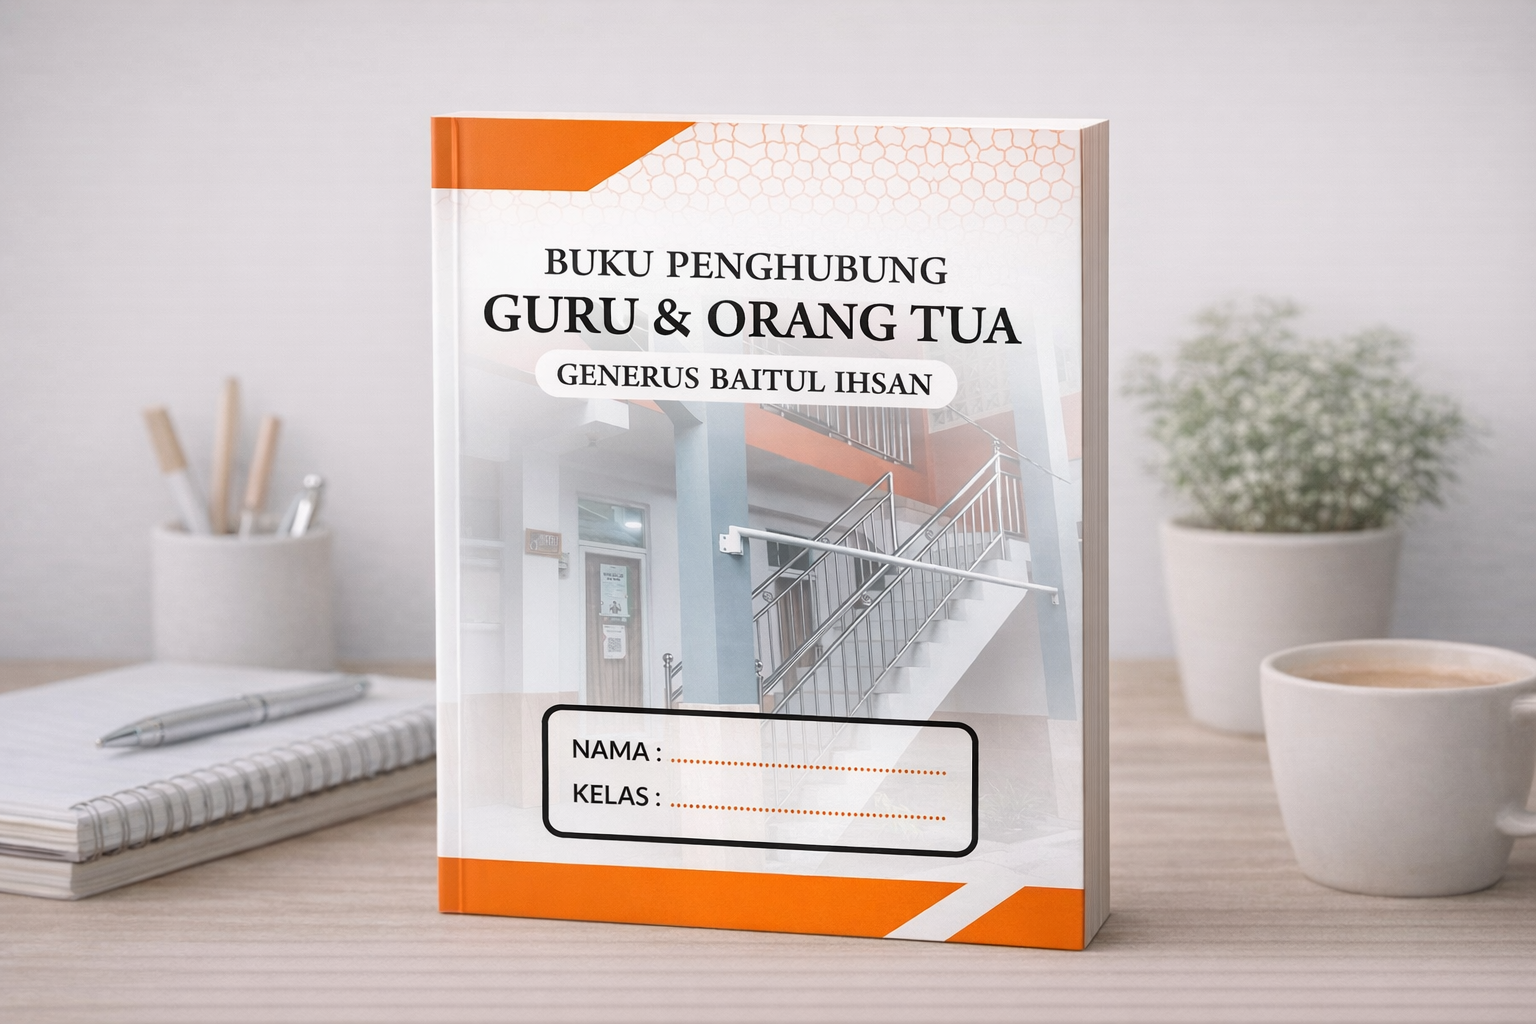 BUKU PENGHUBUNG
GURU & ORANG TUA
GENERUS BAITUL IHSAN
NAMA : ........................................
KELAS : ........................................